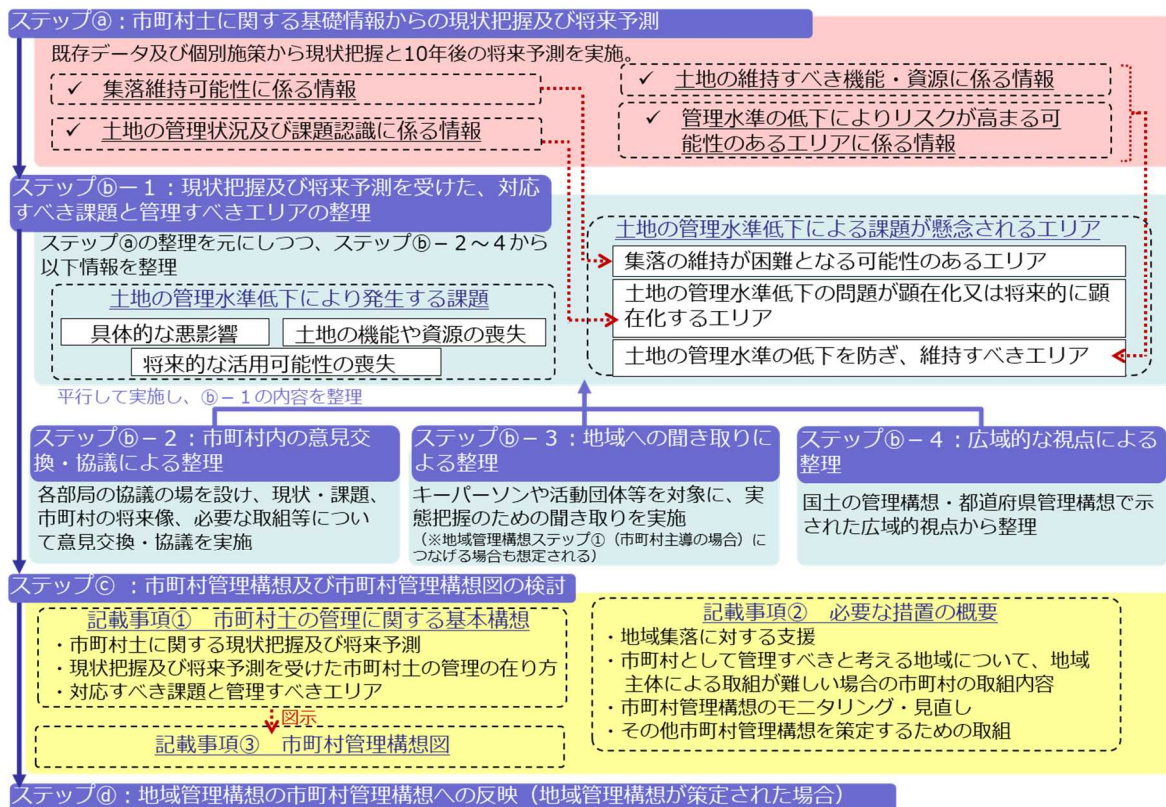 ステップⓐ：市町村土に関する基礎情報からの現状把握及び将来予測
既存データ及び個別施策から現状把握と10年後の将来予測を実施。
✓ 集落維持可能性に係る情報
✓ 土地の管理状況及び課題認識に係る情報
✓ 土地の維持すべき機能・資源に係る情報
✓ 管理水準の低下によりリスクが高まる可
能性のあるエリアに係る情報
ステップⓑ－１：現状把握及び将来予測を受けた、対応
すべき課題と管理すべきエリアの整理
ステップⓐの整理を元にしつつ、ステップⓑ－２～４から
以下情報を整理
土地の管理水準低下により発生する課題
具体的な悪影響
土地の機能や資源の喪失
将来的な活用可能性の喪失
土地の管理水準低下による課題が懸念されるエリア
集落の維持が困難となる可能性のあるエリア
土地の管理水準低下の問題が顕在化又は将来的に顕
在化するエリア
土地の管理水準の低下を防ぎ、維持すべきエリア
平行して実施し、ⓑ－１の内容を整理
ステップⓑ－２：市町村内の意見交
換・協議による整理
各部局の協議の場を設け、現状・課題、
市町村の将来像、必要な取組等につい
て意見交換・協議を実施
ステップⓑ－３：地域への聞き取りに
よる整理
キーパーソンや活動団体等を対象に、実
態把握のための聞き取りを実施
（※地域管理構想ステップ①（市町村主導の場合）に
つなげる場合も想定される）
ステップⓑ－４：広域的な視点による
整理
国土の管理構想・都道府県管理構想で示
された広域的視点から整理
ステップⓒ：市町村管理構想及び市町村管理構想図の検討
記載事項①　市町村土の管理に関する基本構想
・市町村土に関する現状把握及び将来予測
・現状把握及び将来予測を受けた市町村土の管理の在り方
・対応すべき課題と管理すべきエリア
図示
記載事項③　市町村管理構想図
記載事項②　必要な措置の概要
・地域集落に対する支援
・市町村として管理すべきと考える地域について、地域
主体による取組が難しい場合の市町村の取組内容
・市町村管理構想のモニタリング・見直し
・その他市町村管理構想を策定するための取組
ステップⓓ：地域管理構想の市町村管理構想への反映（地域管理構想が策定された場合）